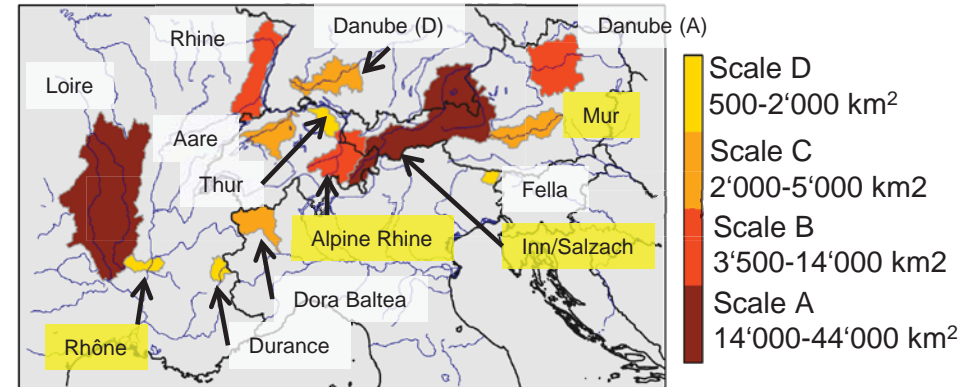 Rhine
Danube (D)
Danube (A)
Loire
Aare
Mur
Thur
Fella
Alpine Rhine
Inn/Salzach
Dora Baltea
Rhône
Durance
Scale D
500-2‘000 km²
Scale C
2‘000-5‘000 km2
Scale B
3‘500-14‘000 km2
Scale A
14‘000-44‘000 km²